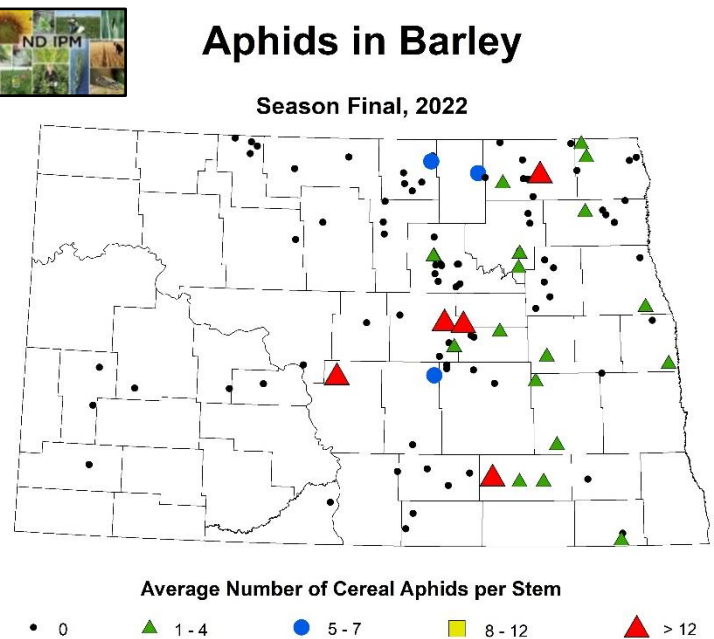 ND IPM
Aphids in Barley
Season Final, 2022
Average Number of Cereal Aphids per Stem
0 1 - 4 5 - 7 8 - 12 > 12